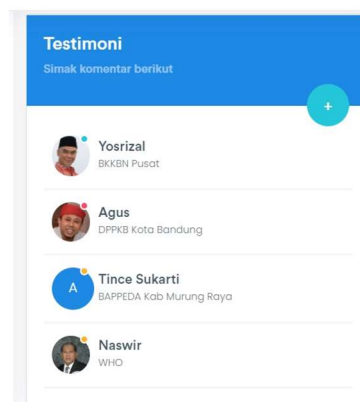 Testimoni
Simak komentar berikut
+
Yosrizal
BKKBN Pusat
Agus
DPPKB Kota Bandung
A
Tince Sukarti
BAPPEDA Kab Murung Raya
Naswir
WHO